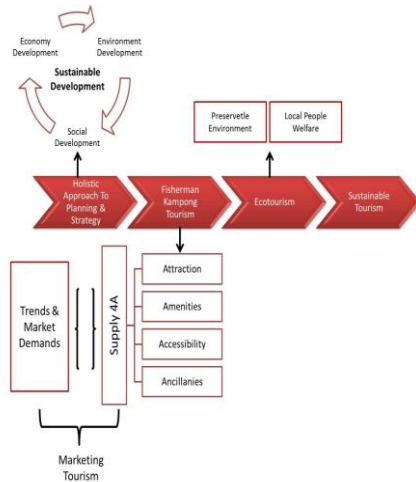 Economy
Development
Environment
Development
Sustainable
Development
Social
Development
Preservetle
Environment
Local People
Welfare
Holistic
Approach To
Planning &
Strategy
Fisherman
Kampong
Tourism
Ecotourism
Sustainable
Tourism
Trends &
Market
Demands
Supply 4A
Attraction
Amenities
Accessibility
Ancillanies
Marketing
Tourism